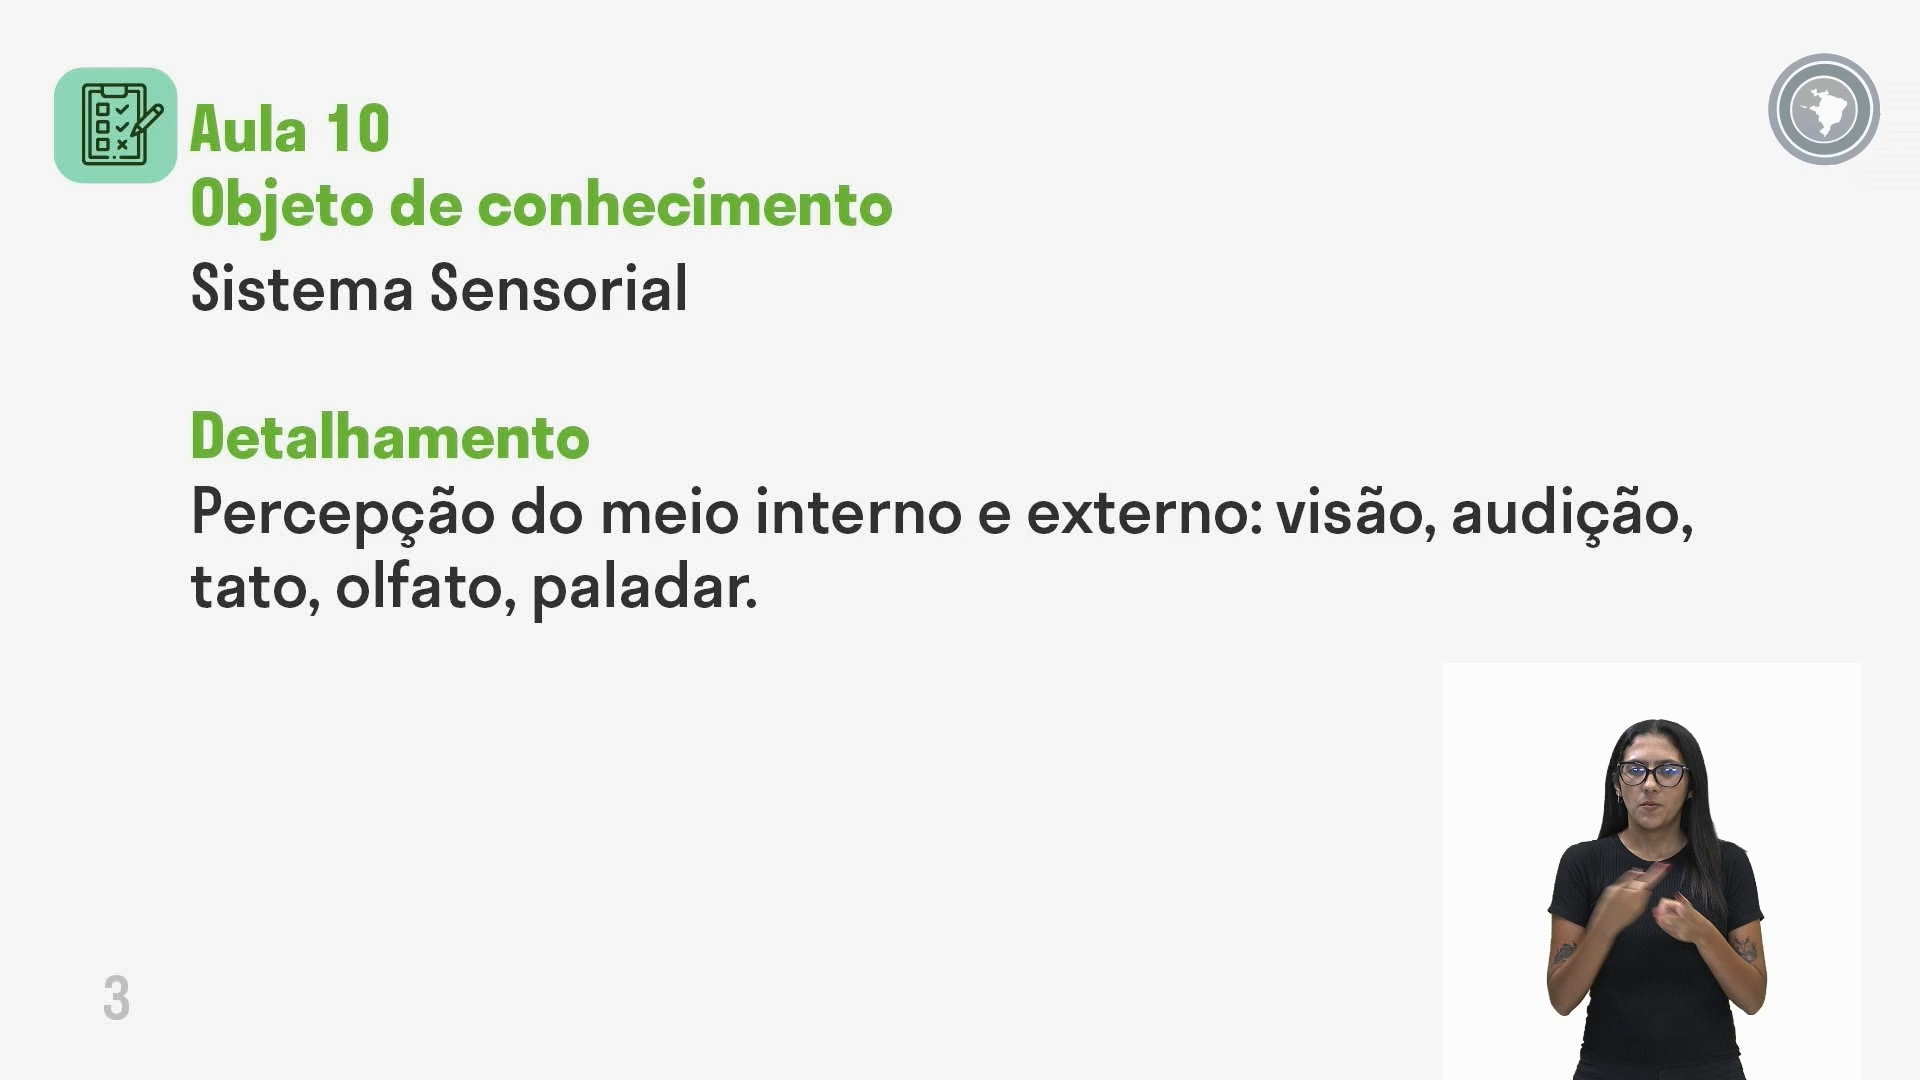 Aula 10
Objeto de conhecimento
Sistema Sensorial
Detalhamento
Percepção do meio interno e externo: visão, audição,
tato, olfato, paladar.
3